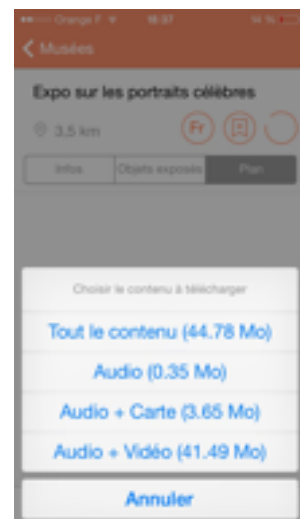 Orange F 18:37 14 %
Musées
Expo sur les portraits célèbres
3,5 km Fr
Infos Objets exposés Plan
Choisir le contenu à télécharger
Tout le contenu (44.78 Mo)
Audio (0.35 Mo)
Audio + Carte (3.65 Mo)
Audio + Vidéo (41.49 Mo)
Annuler